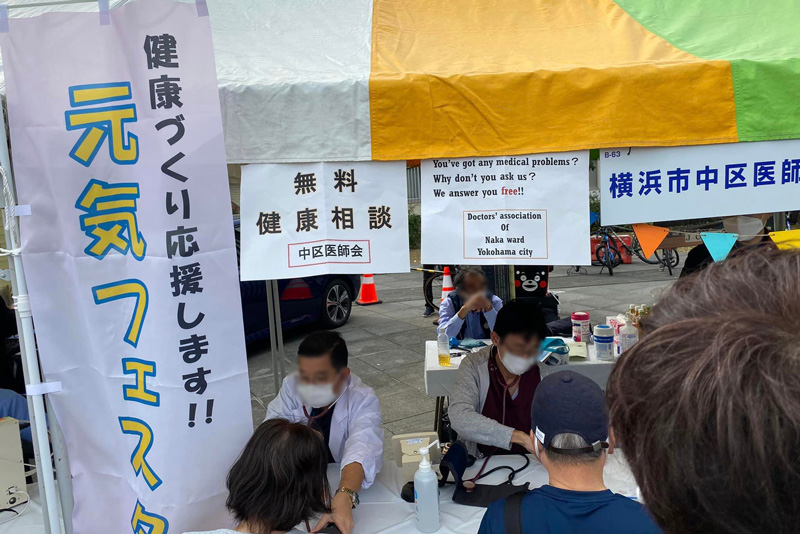 健康づくり応援します!!
元気フェスタ
無料
健康相談
中区医師会
You've got any medical problems?
Why don't you ask us?
We answer you free!!
Doctors' association
Of
Naka ward
Yokohama city
B-63
横浜市中区医師